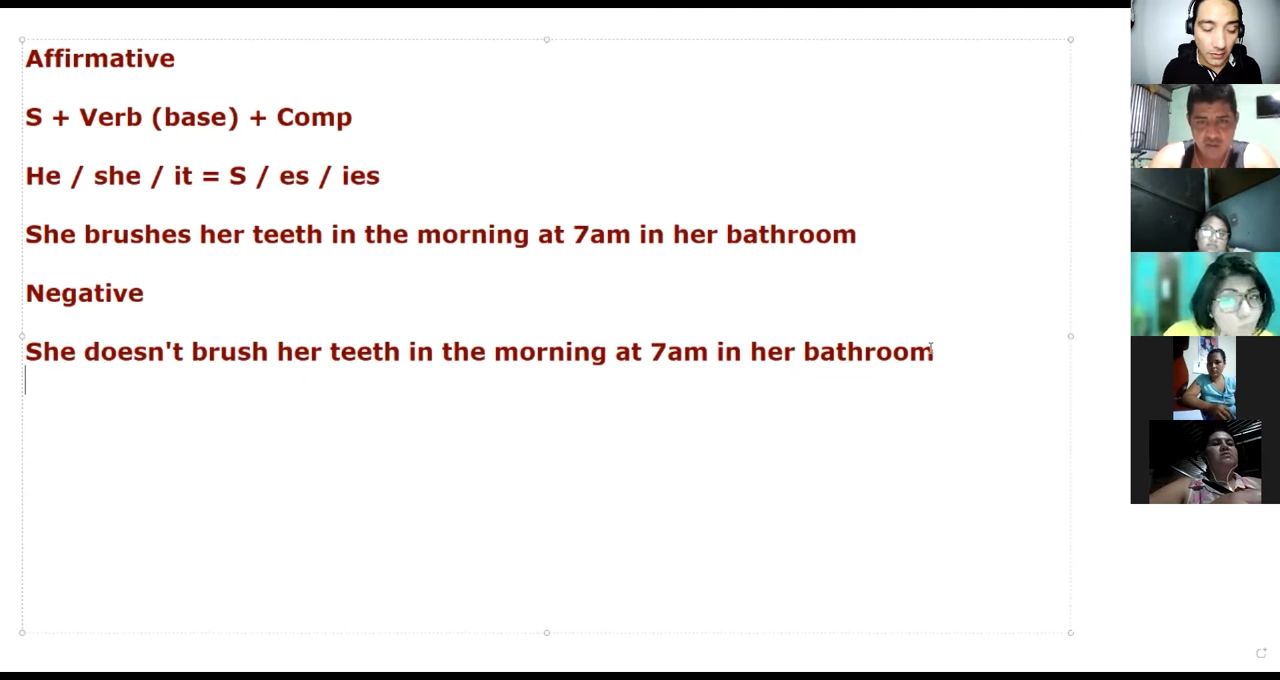 Affirmative
S + Verb (base) + Comp
He / she / it = S / es / ies
She brushes her teeth in the morning at 7am in her bathroom
Negative
She doesn't brush her teeth in the morning at 7am in her bathroom